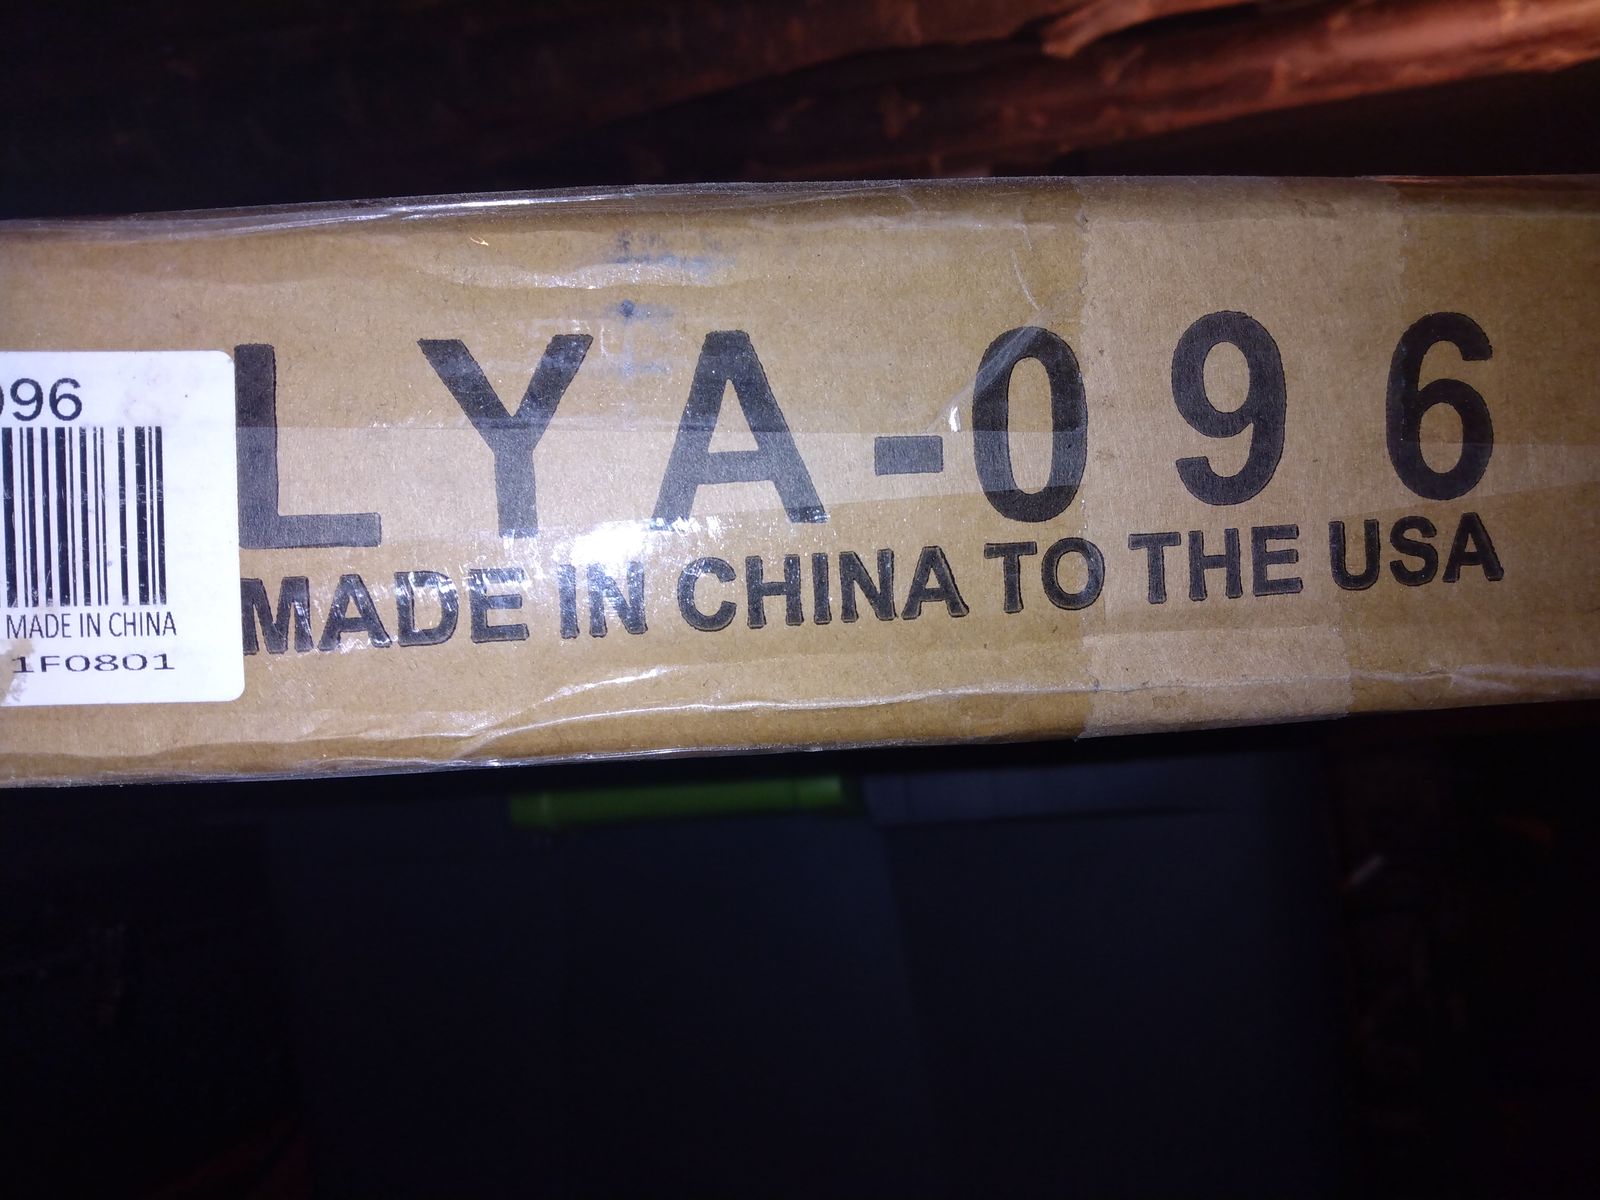 LYA-096
MADE IN CHINA TO THE USA
096
MADE IN CHINA
1F0801